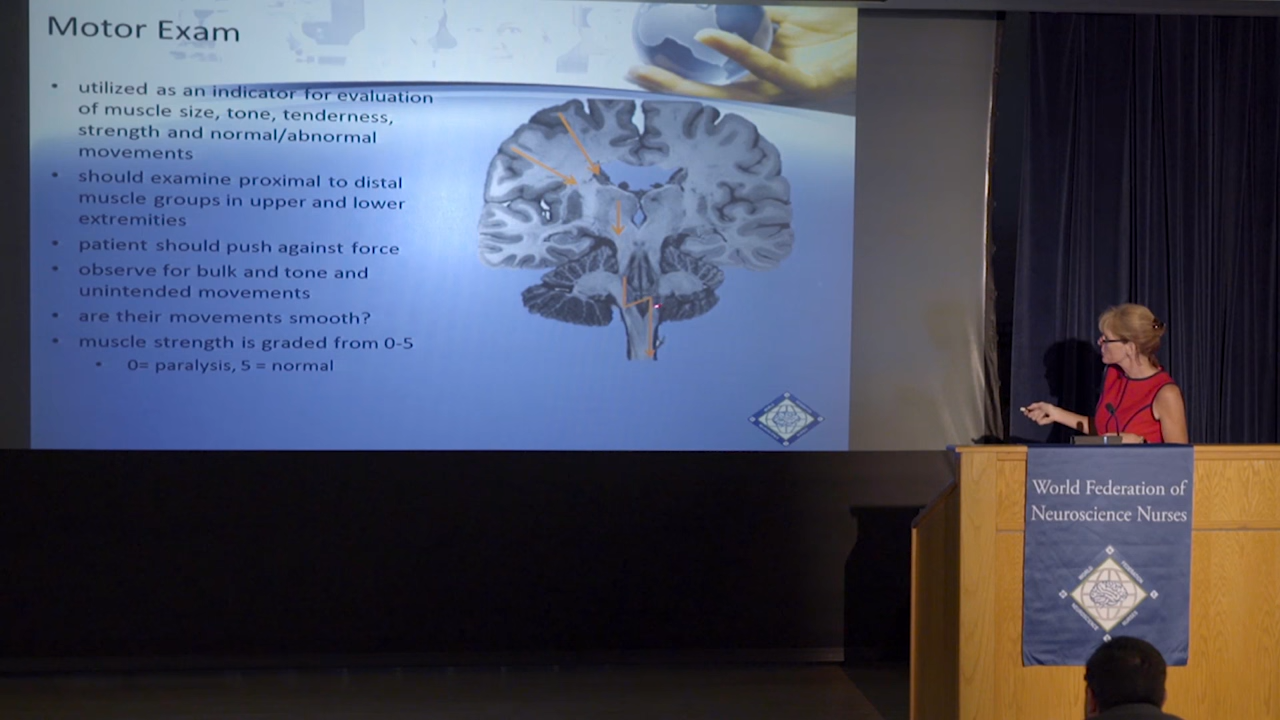 Motor Exam
• utilized as an indicator for evaluation
of muscle size, tone, tenderness,
strength and normal/abnormal
movements
• should examine proximal to distal
muscle groups in upper and lower
extremities
• patient should push against force
• observe for bulk and tone and
unintended movements
• are their movements smooth?
• muscle strength is graded from 0-5
• 0= paralysis, 5 = normal
World Federation of
Neuroscience Nurses